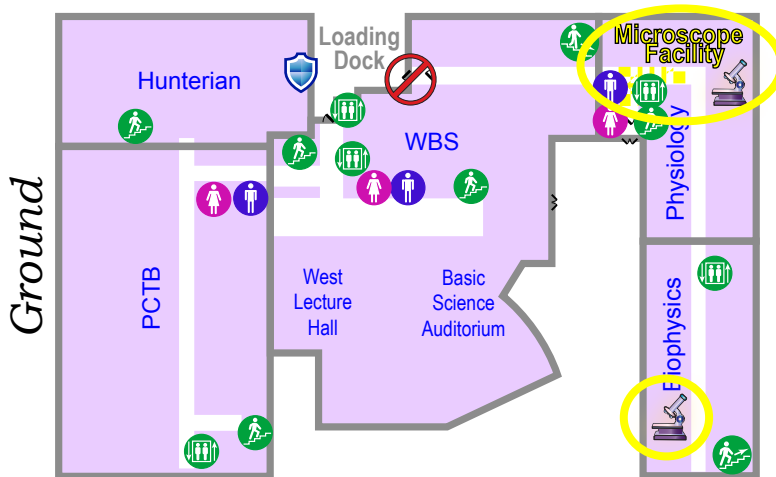 Loading
Dock
Microscope
Facility
Hunterian
WBS
Physiology
Ground
PCTB
West
Lecture
Hall
Basic
Science
Auditorium
Biophysics